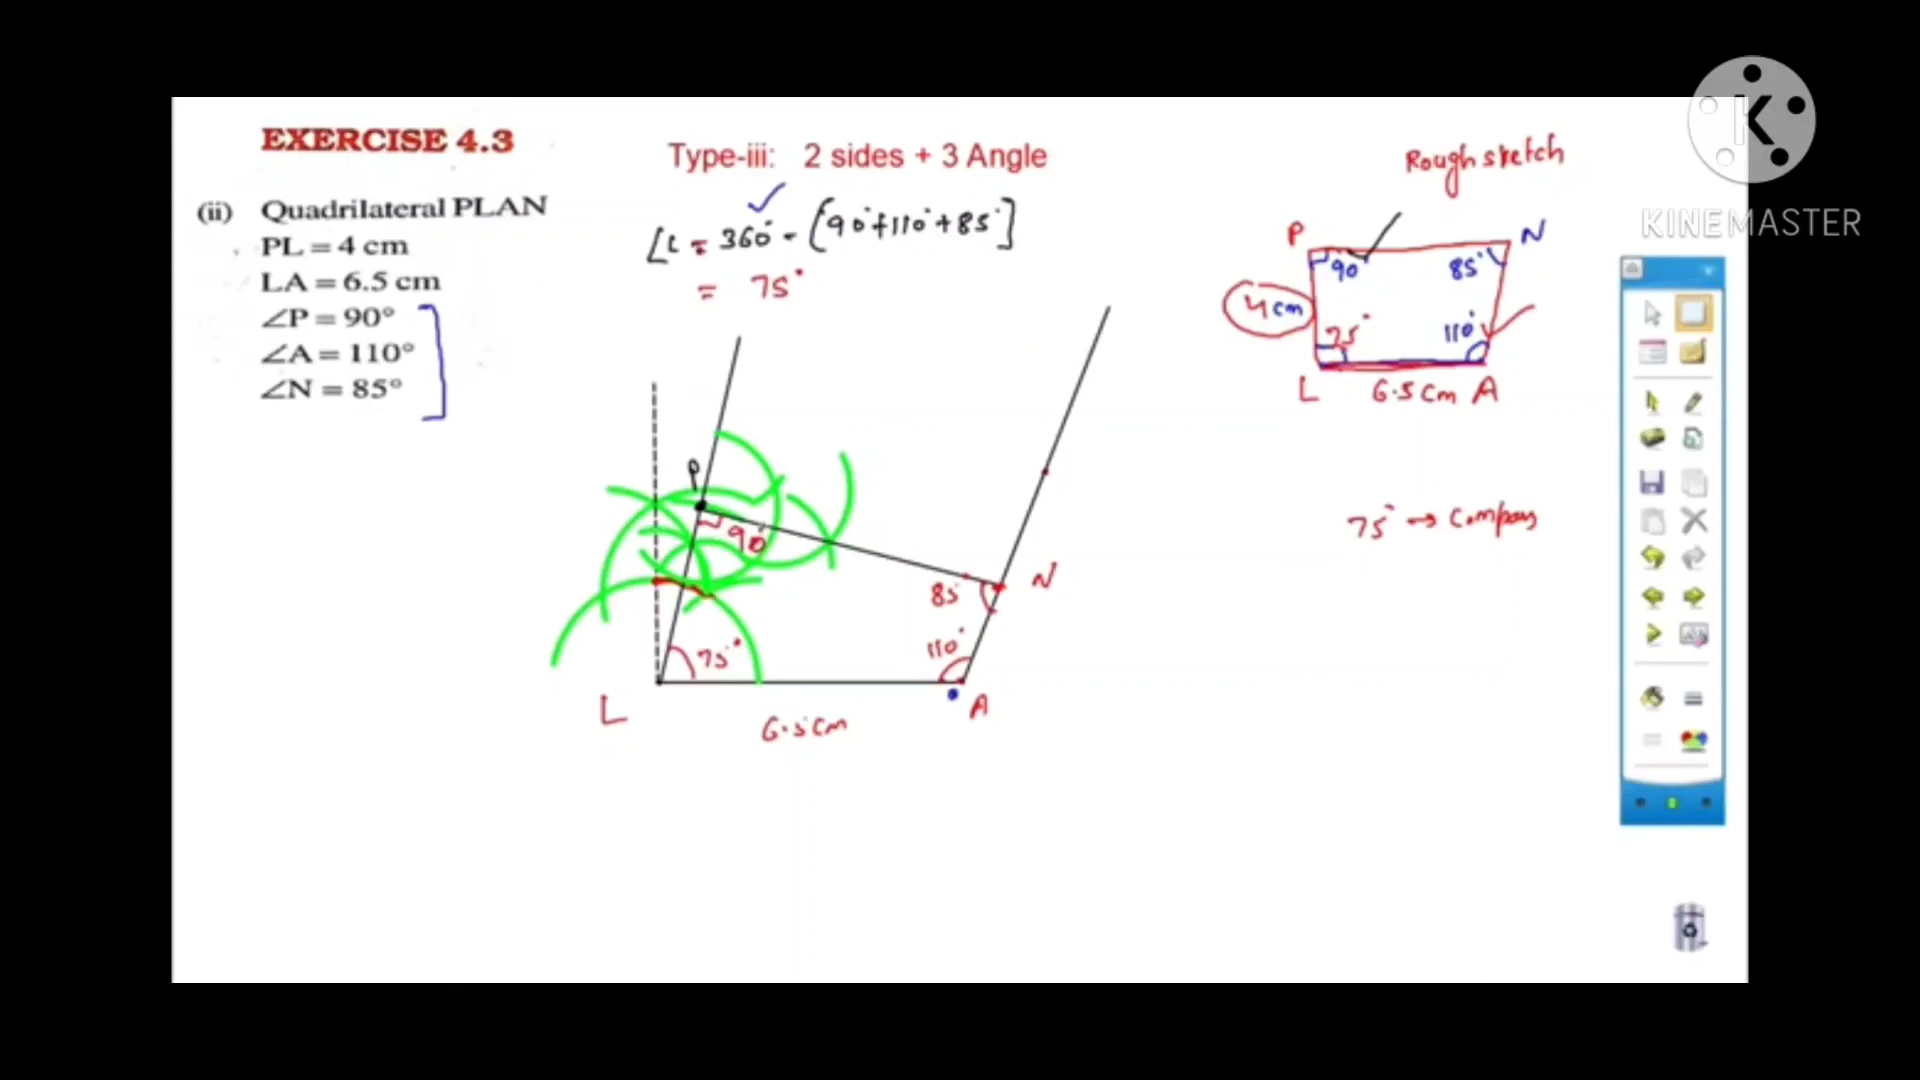 EXERCISE 4.3
Type-iii: 2 sides + 3 Angle
Rough sketch
K
KINEMASTER
(ii) Quadrilateral PLAN
PL = 4 cm
LA = 6.5 cm
∠P = 90°
∠A = 110°
∠N = 85°
∠L = 360° - [90°+110°+85°]
= 75°
P N
90 85°
4cm
75° 110°
L 6.5cm A
P
90°
85 N
75° 110°
L A
6.5cm
75° → Compass